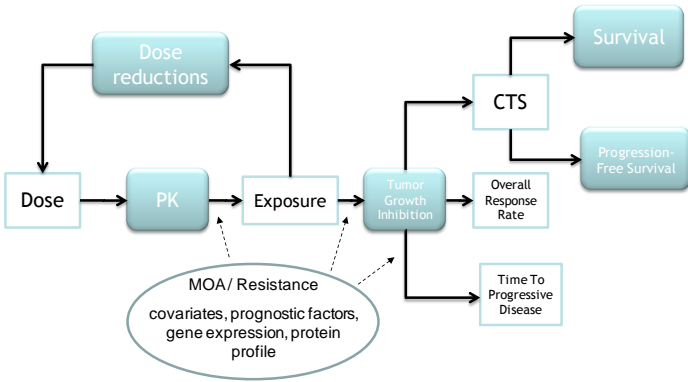 Dose
reductions
Survival
CTS
Progression-
Free Survival
Dose
PK
Exposure
Tumor
Growth
Inhibition
Overall
Response
Rate
MOA / Resistance
covariates, prognostic factors,
gene expression, protein
profile
Time To
Progressive
Disease